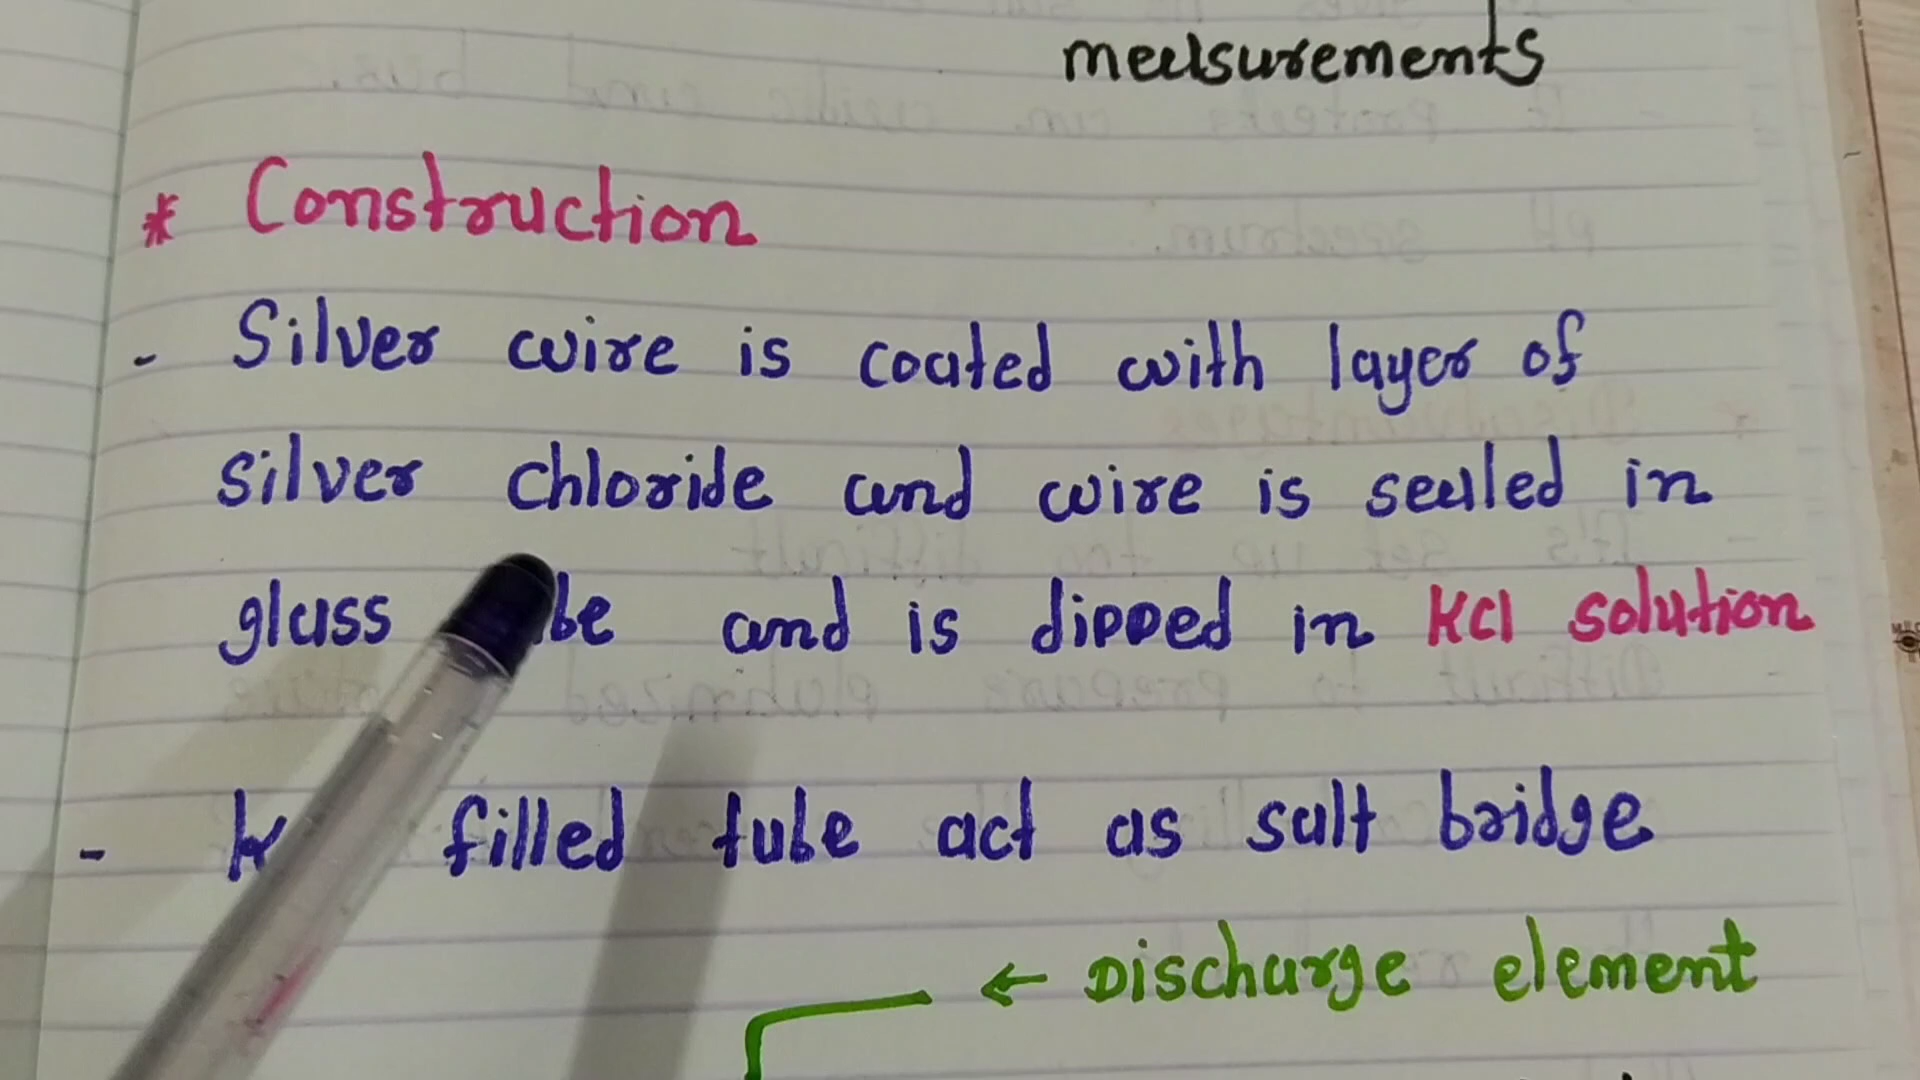 measurements
* Construction
- Silver wire is coated with layer of
silver chloride and wire is sealed in
glass and is dipped in KCl solution
- filled tube act as salt bridge
← Discharge element